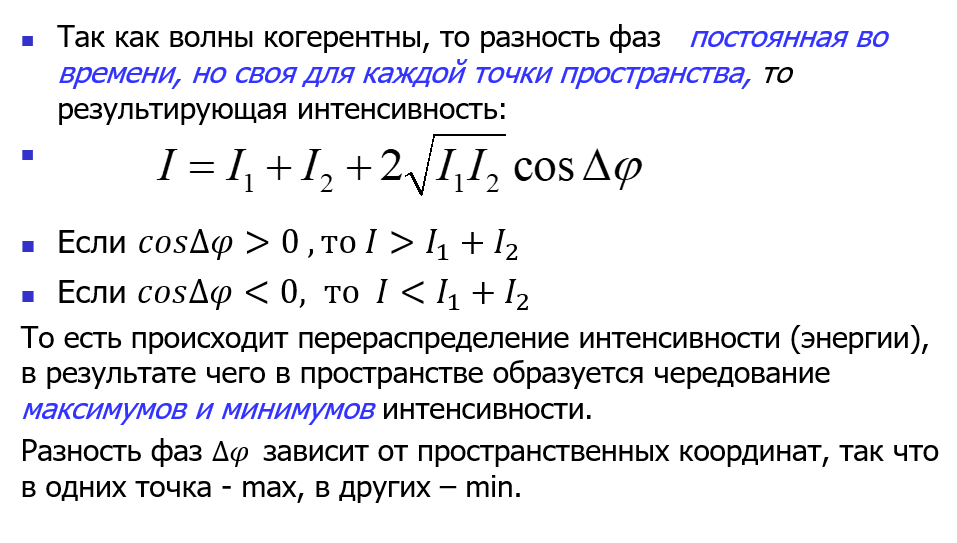 Так как волны когерентны, то разность фаз постоянная во
времени, но своя для каждой точки пространства, то
результирующая интенсивность:
I = I₁ + I₂ + 2√(I₁I₂) cos Δφ
Если cosΔφ > 0 , то I > I₁ + I₂
Если cosΔφ < 0, то I < I₁ + I₂
То есть происходит перераспределение интенсивности (энергии),
в результате чего в пространстве образуется чередование
максимумов и минимумов интенсивности.
Разность фаз Δφ зависит от пространственных координат, так что
в одних точка - max, в других – min.